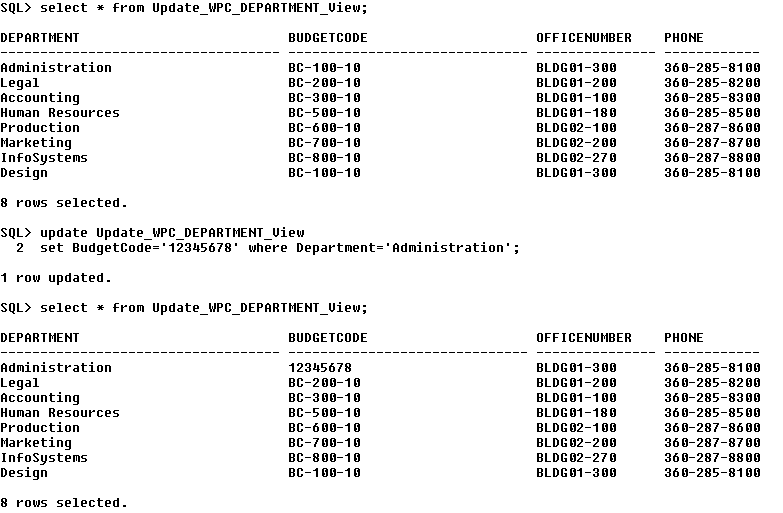 SQL> select * from Update_WPC_DEPARTMENT_View;
DEPARTMENT BUDGETCODE OFFICENUMBER PHONE
----------------------------------- ------------------------------ --------------- ------------
Administration BC-100-10 BLDG01-300 360-285-8100
Legal BC-200-10 BLDG01-200 360-285-8200
Accounting BC-300-10 BLDG01-100 360-285-8300
Human Resources BC-500-10 BLDG01-180 360-285-8500
Production BC-600-10 BLDG02-100 360-287-8600
Marketing BC-700-10 BLDG02-200 360-287-8700
InfoSystems BC-800-10 BLDG02-270 360-287-8800
Design BC-100-10 BLDG01-300 360-285-8100
8 rows selected.
SQL> update Update_WPC_DEPARTMENT_View
2 set BudgetCode='12345678' where Department='Administration';
1 row updated.
SQL> select * from Update_WPC_DEPARTMENT_View;
DEPARTMENT BUDGETCODE OFFICENUMBER PHONE
----------------------------------- ------------------------------ --------------- ------------
Administration 12345678 BLDG01-300 360-285-8100
Legal BC-200-10 BLDG01-200 360-285-8200
Accounting BC-300-10 BLDG01-100 360-285-8300
Human Resources BC-500-10 BLDG01-180 360-285-8500
Production BC-600-10 BLDG02-100 360-287-8600
Marketing BC-700-10 BLDG02-200 360-287-8700
InfoSystems BC-800-10 BLDG02-270 360-287-8800
Design BC-100-10 BLDG01-300 360-285-8100
8 rows selected.